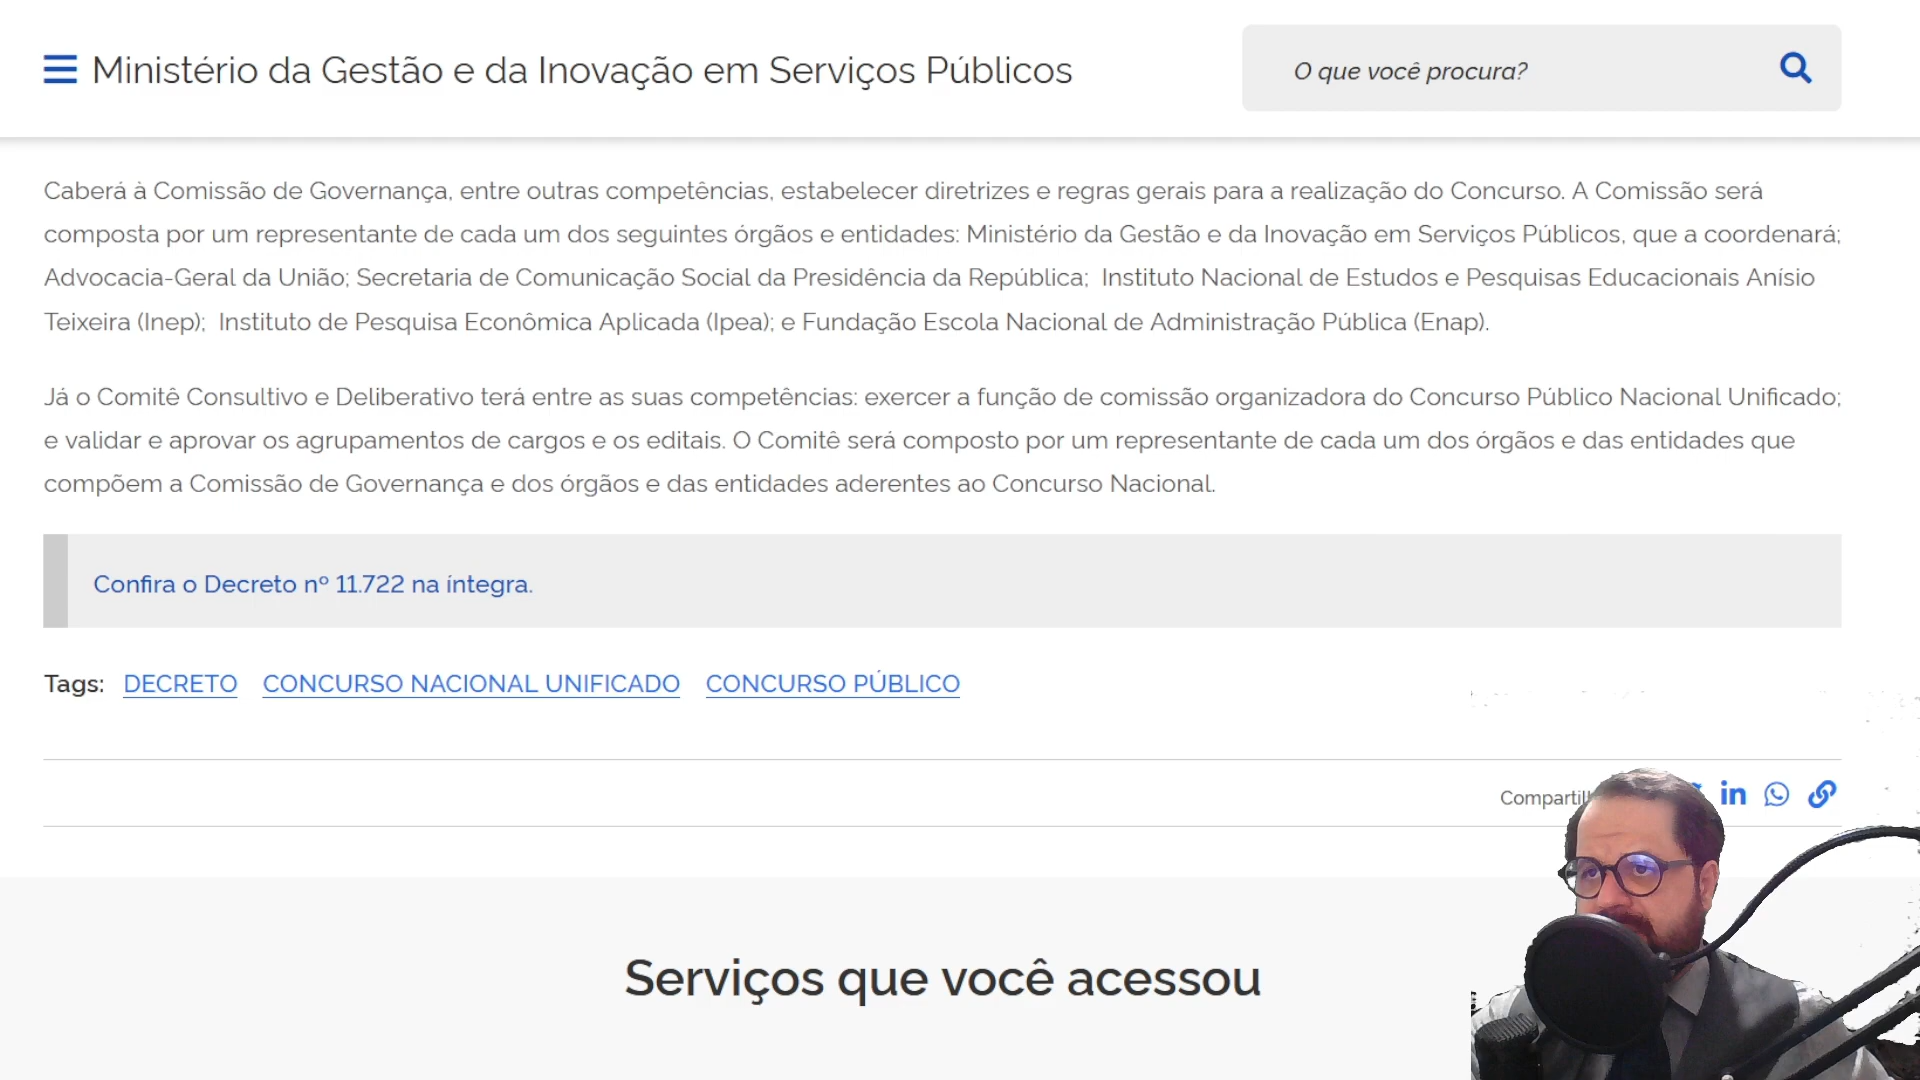 Ministério da Gestão e da Inovação em Serviços Públicos
O que você procura?
Caberá à Comissão de Governança, entre outras competências, estabelecer diretrizes e regras gerais para a realização do Concurso. A Comissão será
composta por um representante de cada um dos seguintes órgãos e entidades: Ministério da Gestão e da Inovação em Serviços Públicos, que a coordenará;
Advocacia-Geral da União; Secretaria de Comunicação Social da Presidência da República; Instituto Nacional de Estudos e Pesquisas Educacionais Anísio
Teixeira (Inep); Instituto de Pesquisa Econômica Aplicada (Ipea); e Fundação Escola Nacional de Administração Pública (Enap).
Já o Comitê Consultivo e Deliberativo terá entre as suas competências: exercer a função de comissão organizadora do Concurso Público Nacional Unificado;
e validar e aprovar os agrupamentos de cargos e os editais. O Comitê será composto por um representante de cada um dos órgãos e das entidades que
compõem a Comissão de Governança e dos órgãos e das entidades aderentes ao Concurso Nacional.
Confira o Decreto nº 11.722 na íntegra.
Tags: DECRETO CONCURSO NACIONAL UNIFICADO CONCURSO PÚBLICO
Serviços que você acessou